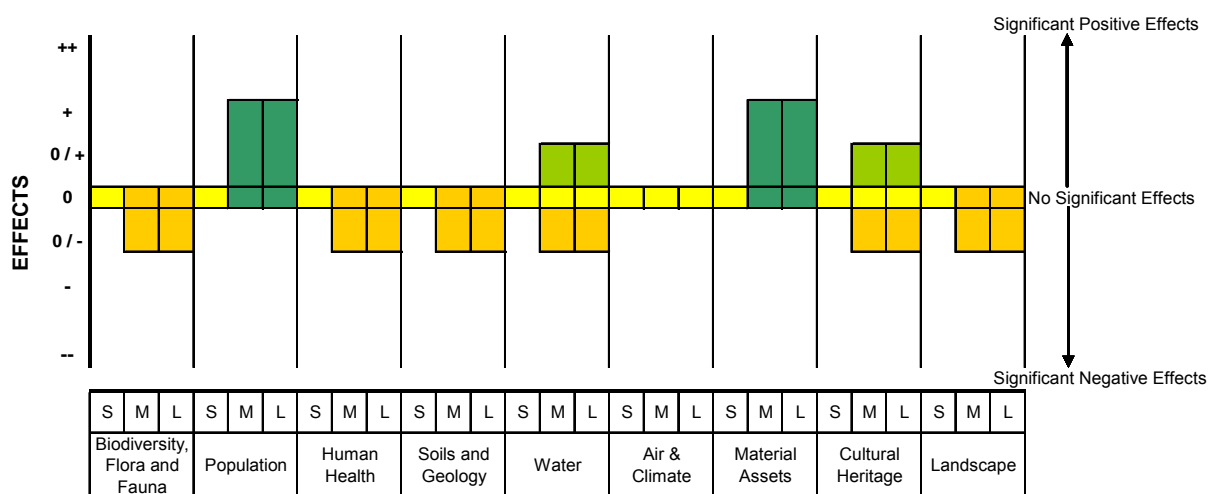 Significant Positive Effects
++
+
0 / +
0
0 / -
-
--
EFFECTS
No Significant Effects
Significant Negative Effects
S M L S M L S M L S M L S M L S M L S M L S M L S M L
Biodiversity,
Flora and
Fauna
Population
Human
Health
Soils and
Geology
Water
Air &
Climate
Material
Assets
Cultural
Heritage
Landscape